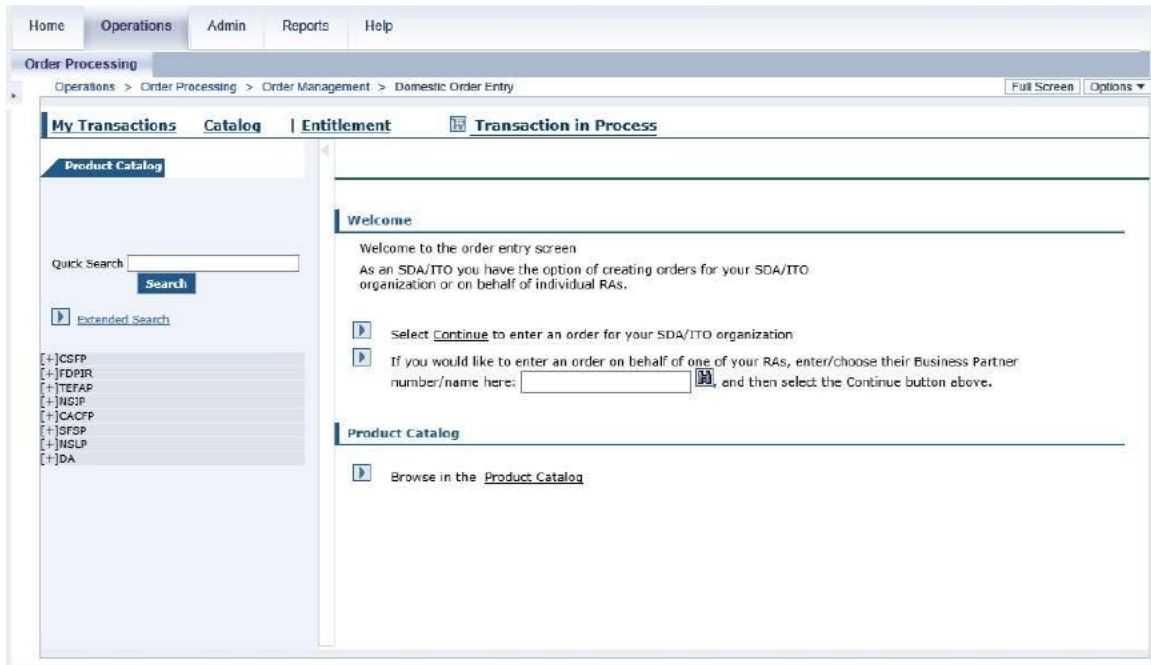 Home Operations Admin Reports Help
Order Processing
Operations > Order Processing > Order Management > Domestic Order Entry
Full Screen Options
My Transactions Catalog | Entitlement Transaction in Process
Product Catalog
Quick Search
Search
Extended Search
[+]CSFP
[+]FDPIR
[+]TEFAP
[+]NSIP
[+]CACFP
[+]SFSP
[+]NSLP
[+]DA
Welcome
Welcome to the order entry screen
As an SDA/ITO you have the option of creating orders for your SDA/ITO
organization or on behalf of individual RAs.
Select Continue to enter an order for your SDA/ITO organization
If you would like to enter an order on behalf of one of your RAs, enter/choose their Business Partner
number/name here: , and then select the Continue button above.
Product Catalog
Browse in the Product Catalog